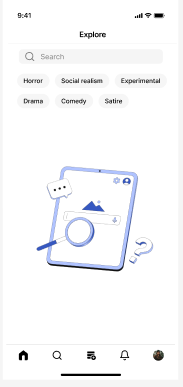 9:41
Explore
Search
Horror Social realism Experimental
Drama Comedy Satire
?